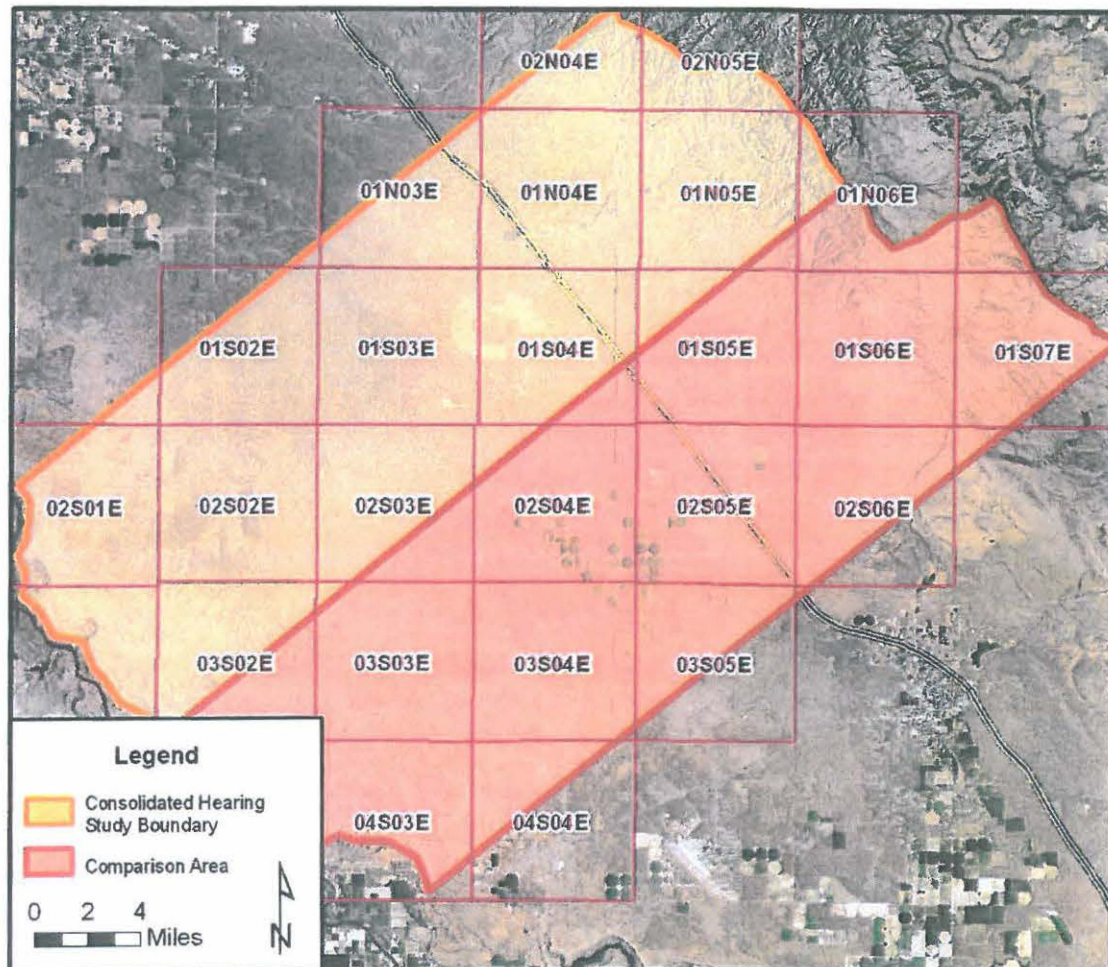 02N04E 02N05E
01N03E 01N04E 01N05E 01N06E
01S02E 01S03E 01S04E 01S05E 01S06E 01S07E
02S01E 02S02E 02S03E 02S04E 02S05E 02S06E
03S02E 03S03E 03S04E 03S05E
04S03E 04S04E
Legend
Consolidated Hearing
Study Boundary
Comparison Area
0 2 4
Miles
N